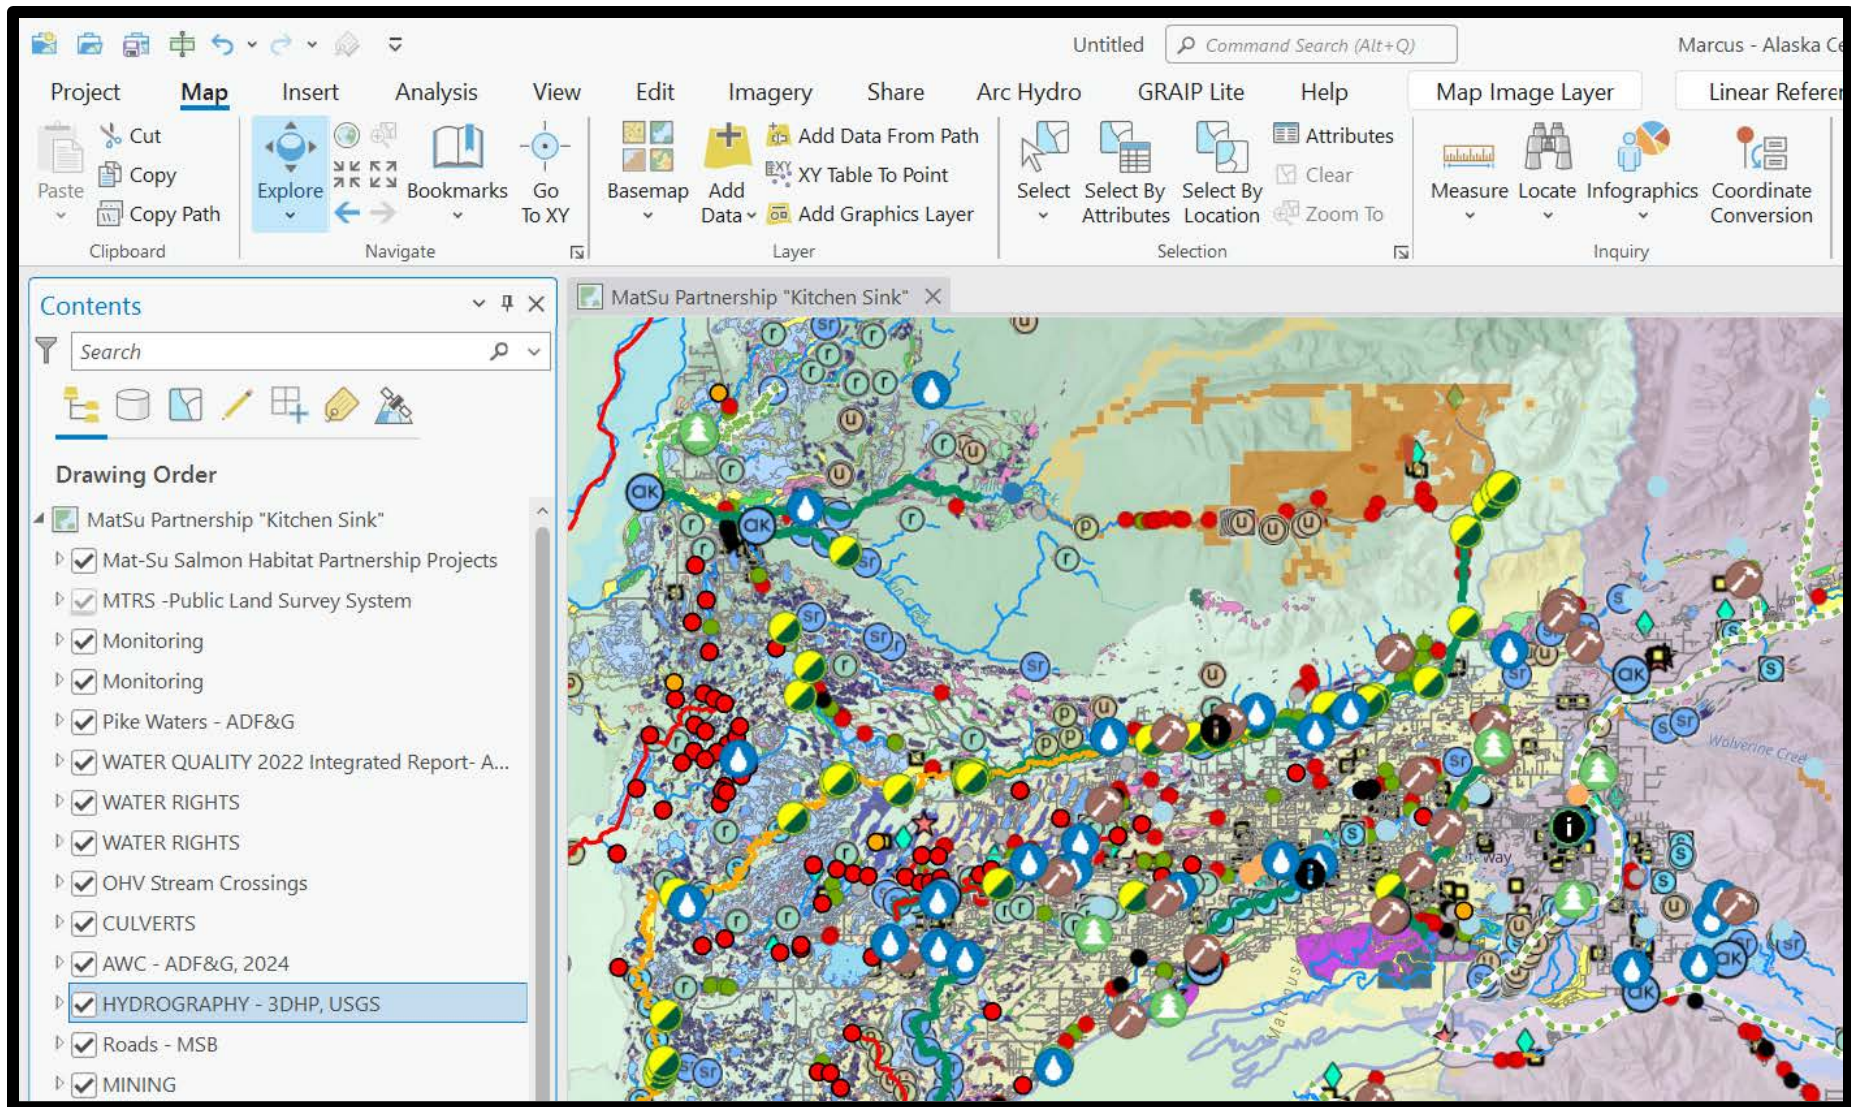 Untitled
Command Search (Alt+Q)
Marcus - Alaska Ce
Project Map Insert Analysis View Edit Imagery Share Arc Hydro GRAIP Lite Help Map Image Layer Linear Referen
Cut
Copy
Copy Path
Paste
Clipboard
Explore
Bookmarks
Go To XY
Navigate
Basemap
Add Data
Add Data From Path
XY Table To Point
Add Graphics Layer
Layer
Select
Select By Attributes
Select By Location
Attributes
Clear
Zoom To
Selection
Measure
Locate
Infographics
Coordinate Conversion
Inquiry
Contents
Search
Drawing Order
MatSu Partnership "Kitchen Sink"
Mat-Su Salmon Habitat Partnership Projects
MTRS -Public Land Survey System
Monitoring
Monitoring
Pike Waters - ADF&G
WATER QUALITY 2022 Integrated Report- A...
WATER RIGHTS
WATER RIGHTS
OHV Stream Crossings
CULVERTS
AWC - ADF&G, 2024
HYDROGRAPHY - 3DHP, USGS
Roads - MSB
MINING
MatSu Partnership "Kitchen Sink"
Wolverine Creek